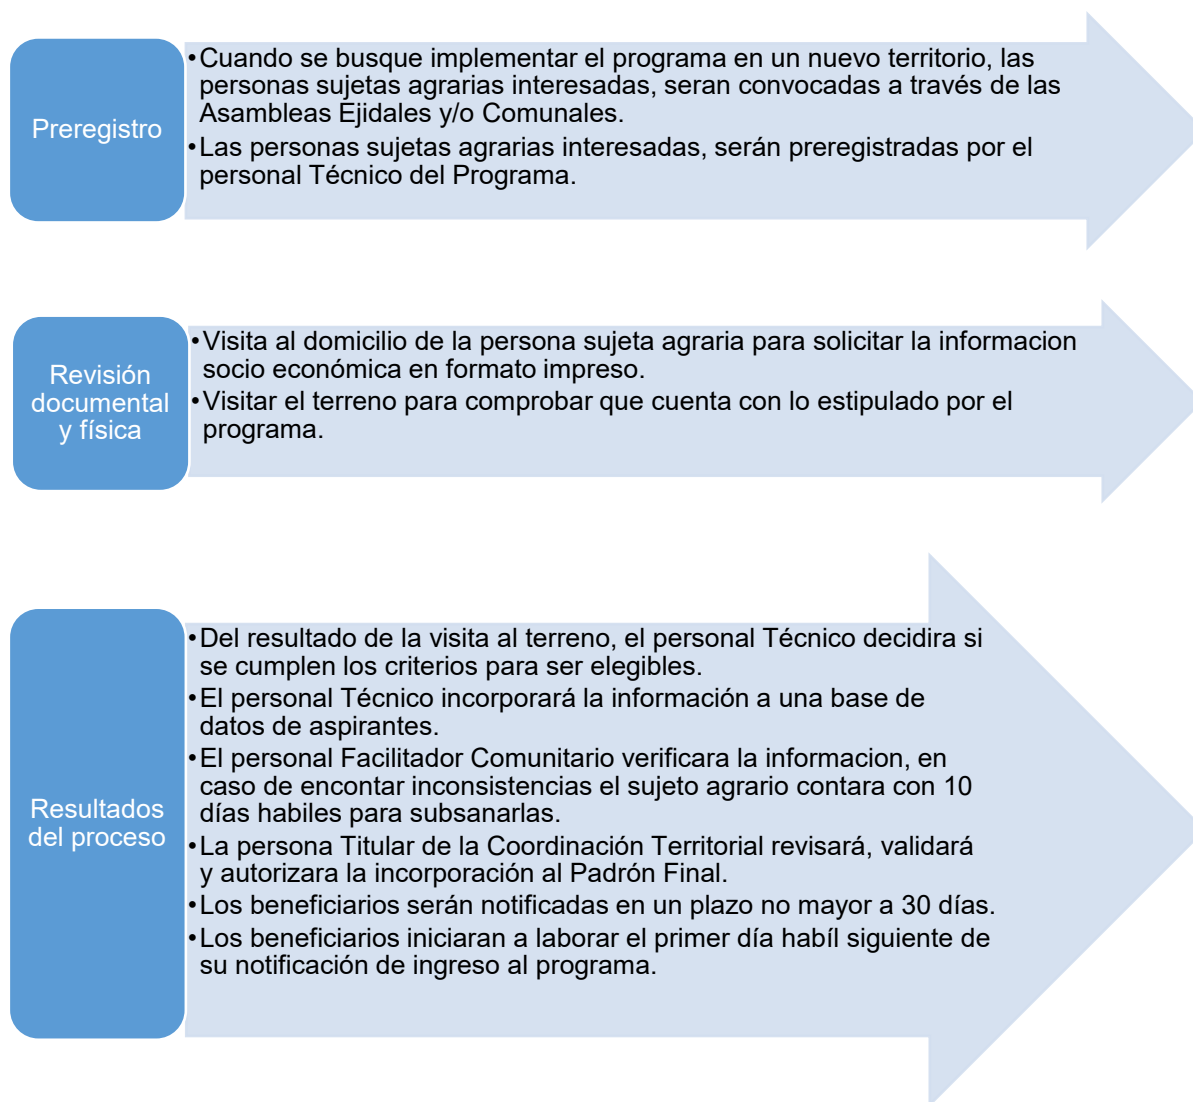 Preregistro
•Cuando se busque implementar el programa en un nuevo territorio, las
personas sujetas agrarias interesadas, seran convocadas a través de las
Asambleas Ejidales y/o Comunales.
•Las personas sujetas agrarias interesadas, serán preregistradas por el
personal Técnico del Programa.
Revisión
documental
y física
•Visita al domicilio de la persona sujeta agraria para solicitar la informacion
socio económica en formato impreso.
•Visitar el terreno para comprobar que cuenta con lo estipulado por el
programa.
Resultados
del proceso
•Del resultado de la visita al terreno, el personal Técnico decidira si
se cumplen los criterios para ser elegibles.
•El personal Técnico incorporará la información a una base de
datos de aspirantes.
•El personal Facilitador Comunitario verificara la informacion, en
caso de encontar inconsistencias el sujeto agrario contara con 10
días habiles para subsanarlas.
•La persona Titular de la Coordinación Territorial revisará, validará
y autorizara la incorporación al Padrón Final.
•Los beneficiarios serán notificadas en un plazo no mayor a 30 días.
•Los beneficiarios iniciaran a laborar el primer día habíl siguiente de
su notificación de ingreso al programa.